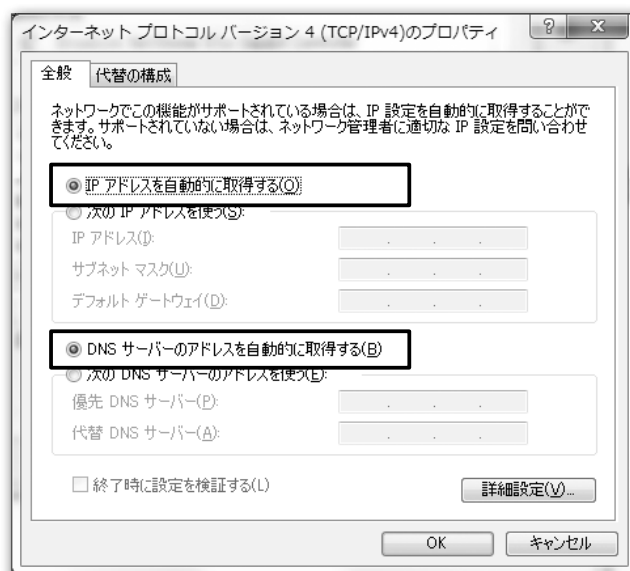 インターネット プロトコル バージョン 4 (TCP/IPv4)のプロパティ
全般
代替の構成
ネットワークでこの機能がサポートされている場合は、IP 設定を自動的に取得することがで
きます。サポートされていない場合は、ネットワーク管理者に適切な IP 設定を問い合わせ
てください。
IP アドレスを自動的に取得する(O)
次の IP アドレスを使う(S):
IP アドレス(I):
サブネット マスク(U):
デフォルト ゲートウェイ(D):
DNS サーバーのアドレスを自動的に取得する(B)
次の DNS サーバーのアドレスを使う(E):
優先 DNS サーバー(P):
代替 DNS サーバー(A):
終了時に設定を検証する(L)
詳細設定(V)...
OK
キャンセル